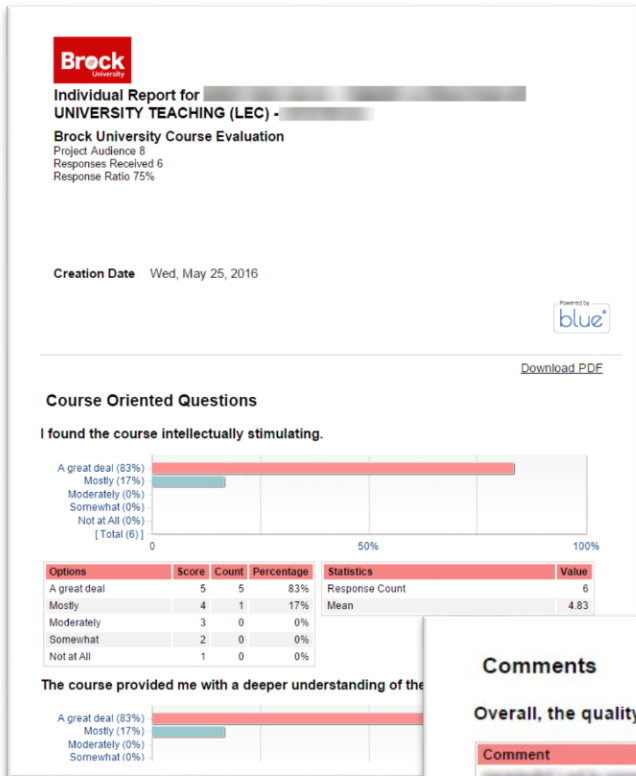 Brock
University
Individual Report for
UNIVERSITY TEACHING (LEC) -
Brock University Course Evaluation
Project Audience 8
Responses Received 6
Response Ratio 75%
Creation Date Wed, May 25, 2016
Powered by
blue
Download PDF
Course Oriented Questions
I found the course intellectually stimulating.
A great deal (83%)
Mostly (17%)
Moderately (0%)
Somewhat (0%)
Not at All (0%)
[ Total (6) ]
0 50% 100%
Options Score Count Percentage
A great deal 5 5 83%
Mostly 4 1 17%
Moderately 3 0 0%
Somewhat 2 0 0%
Not at All 1 0 0%
Statistics Value
Response Count 6
Mean 4.83
The course provided me with a deeper understanding of the
A great deal (83%)
Mostly (17%)
Moderately (0%)
Somewhat (0%)
Comments
Overall, the quality
Comment